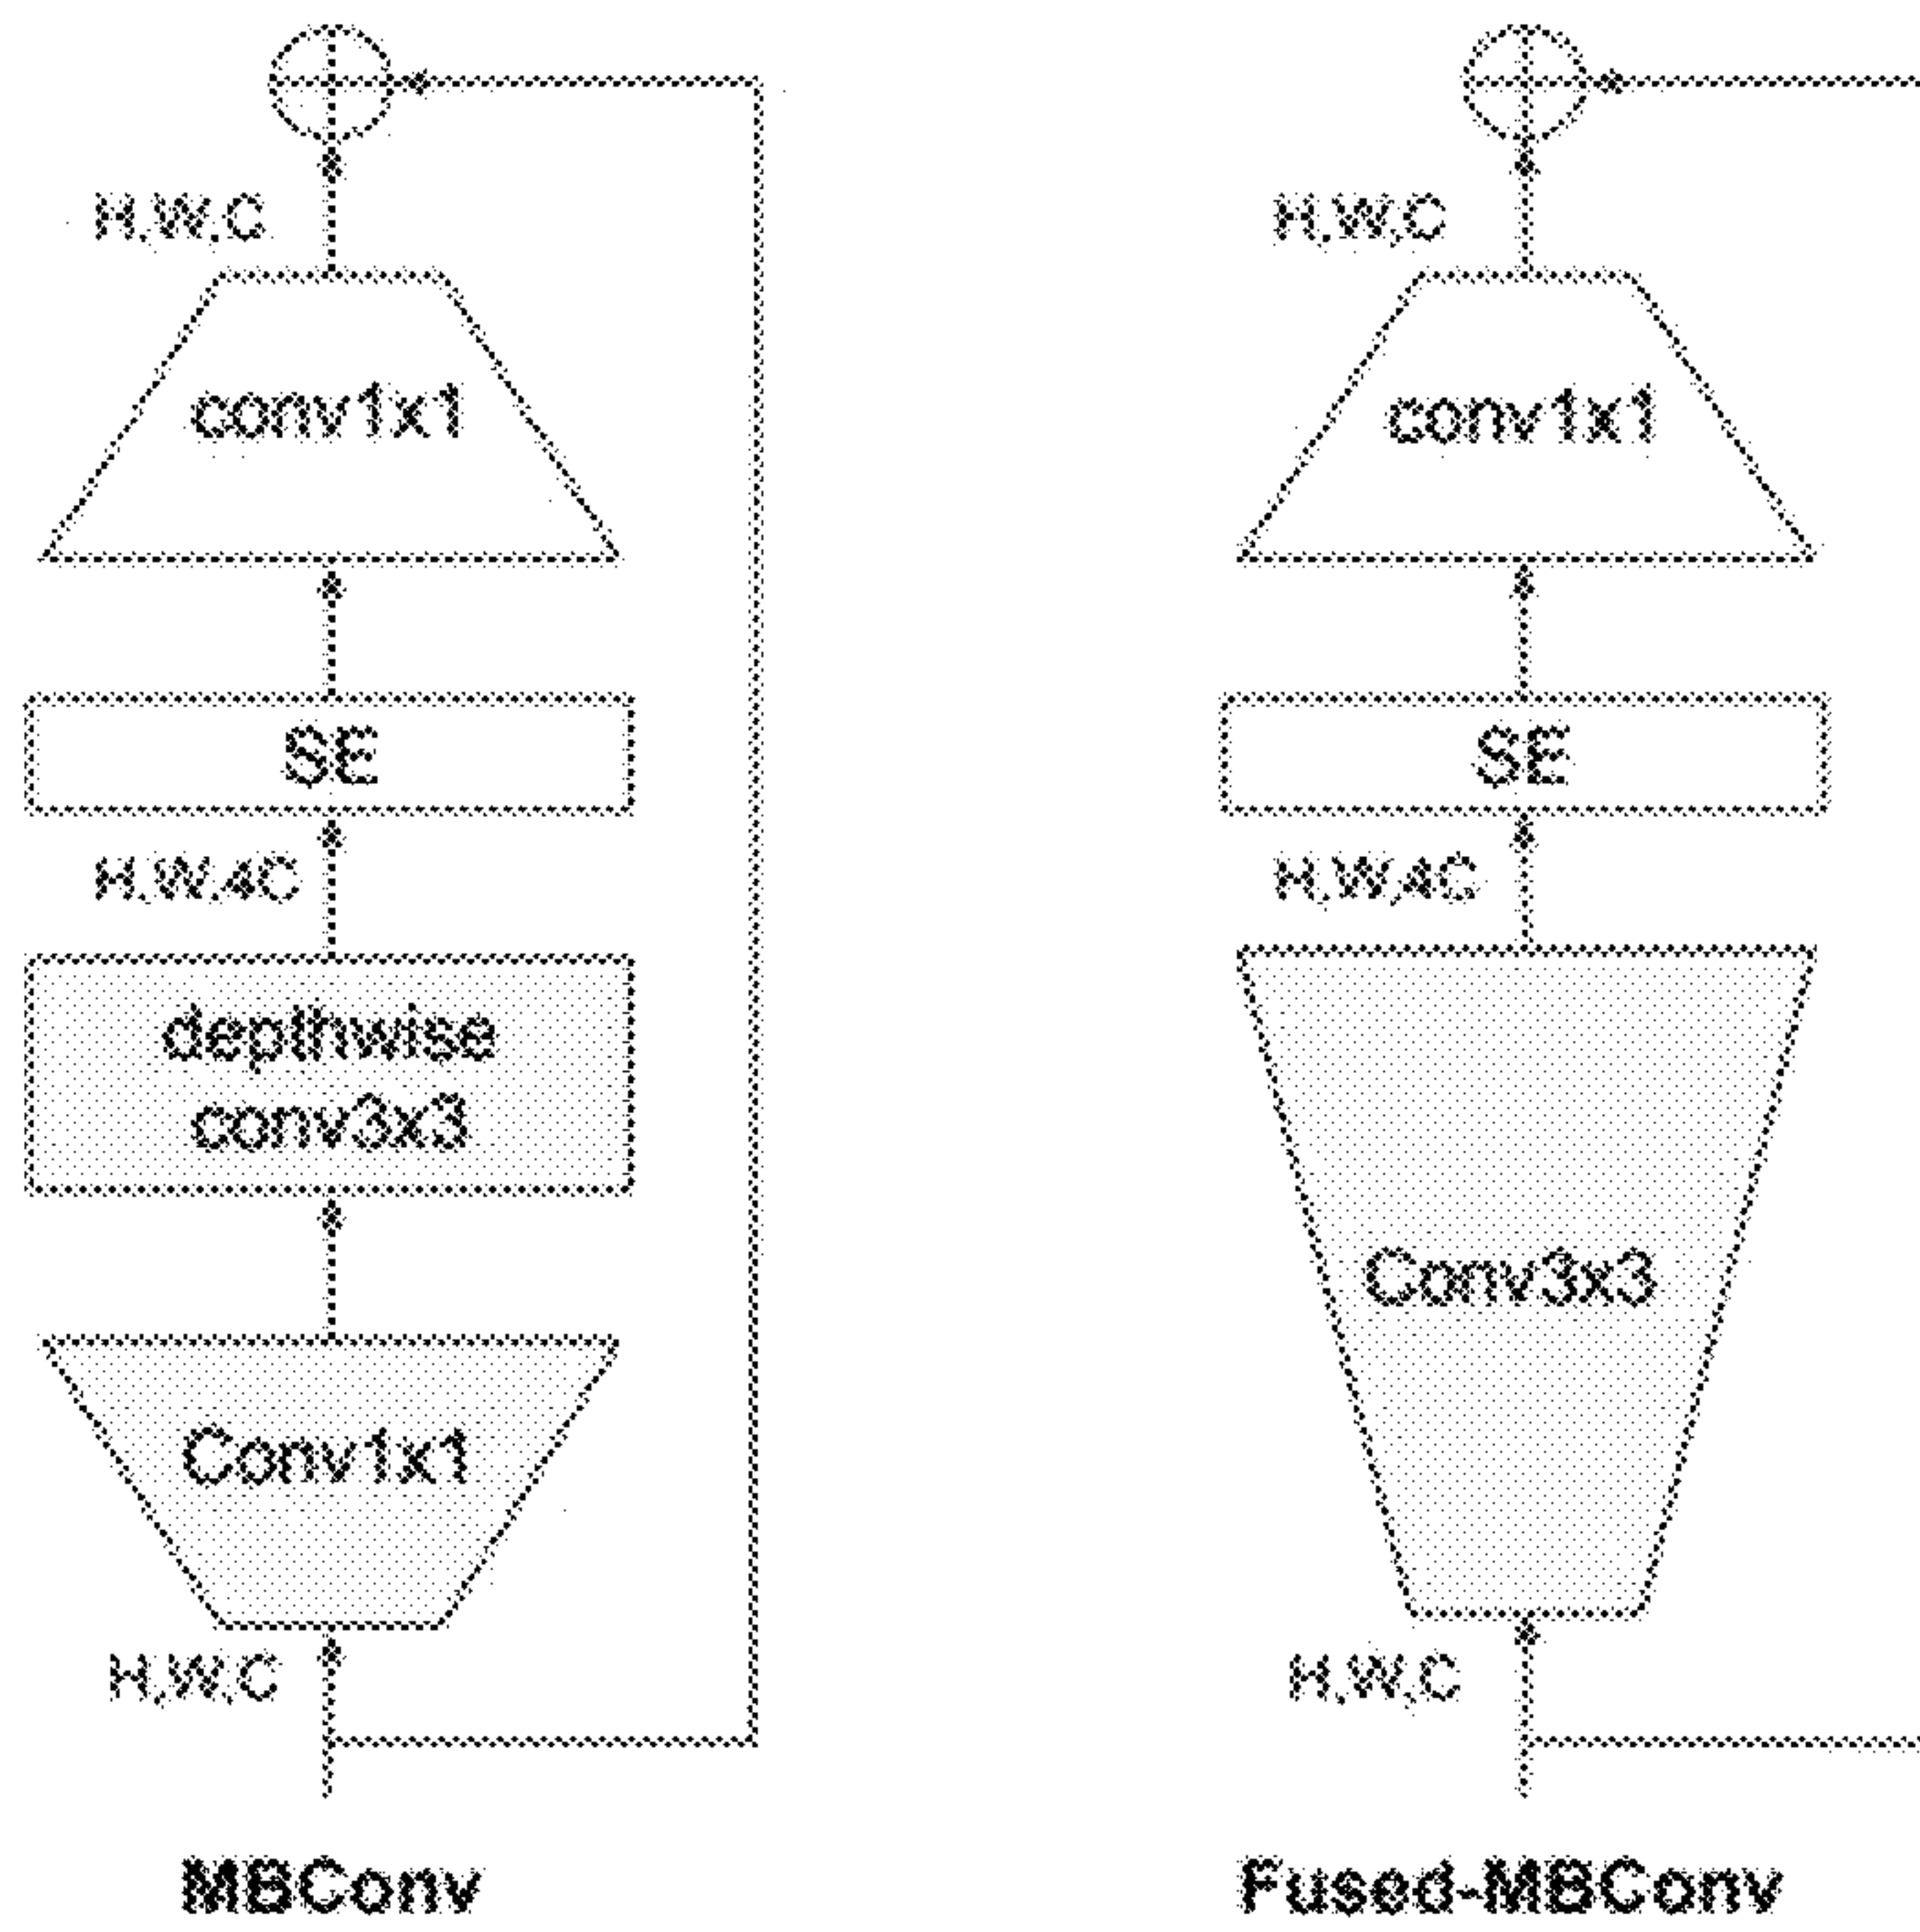 H,W,C
conv1x1
SE
H,W,4C
depthwise
conv3x3
Conv1x1
H,W,C
MBConv
H,W,C
conv1x1
SE
H,W,4C
Conv3x3
H,W,C
Fused-MBConv